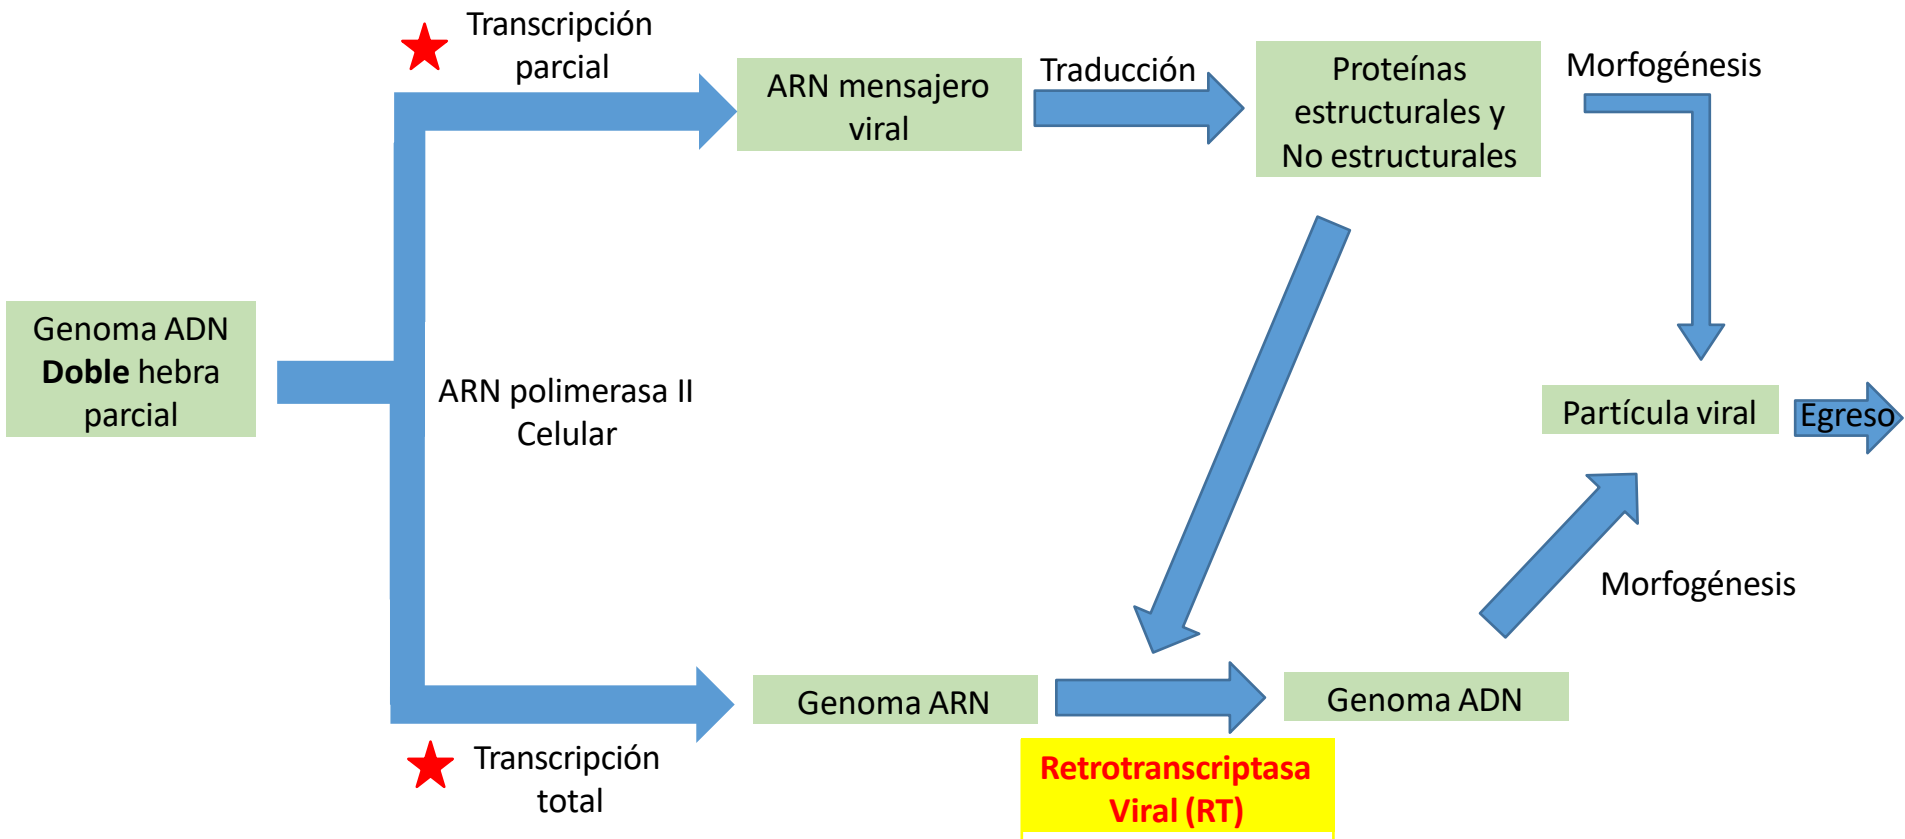 Transcripción
parcial
ARN mensajero
viral
Traducción
Proteínas
estructurales y
No estructurales
Morfogénesis
Genoma ADN
Doble hebra
parcial
ARN polimerasa II
Celular
Partícula viral
Egreso
Morfogénesis
Genoma ARN
Genoma ADN
Transcripción
total
Retrotranscriptasa
Viral (RT)